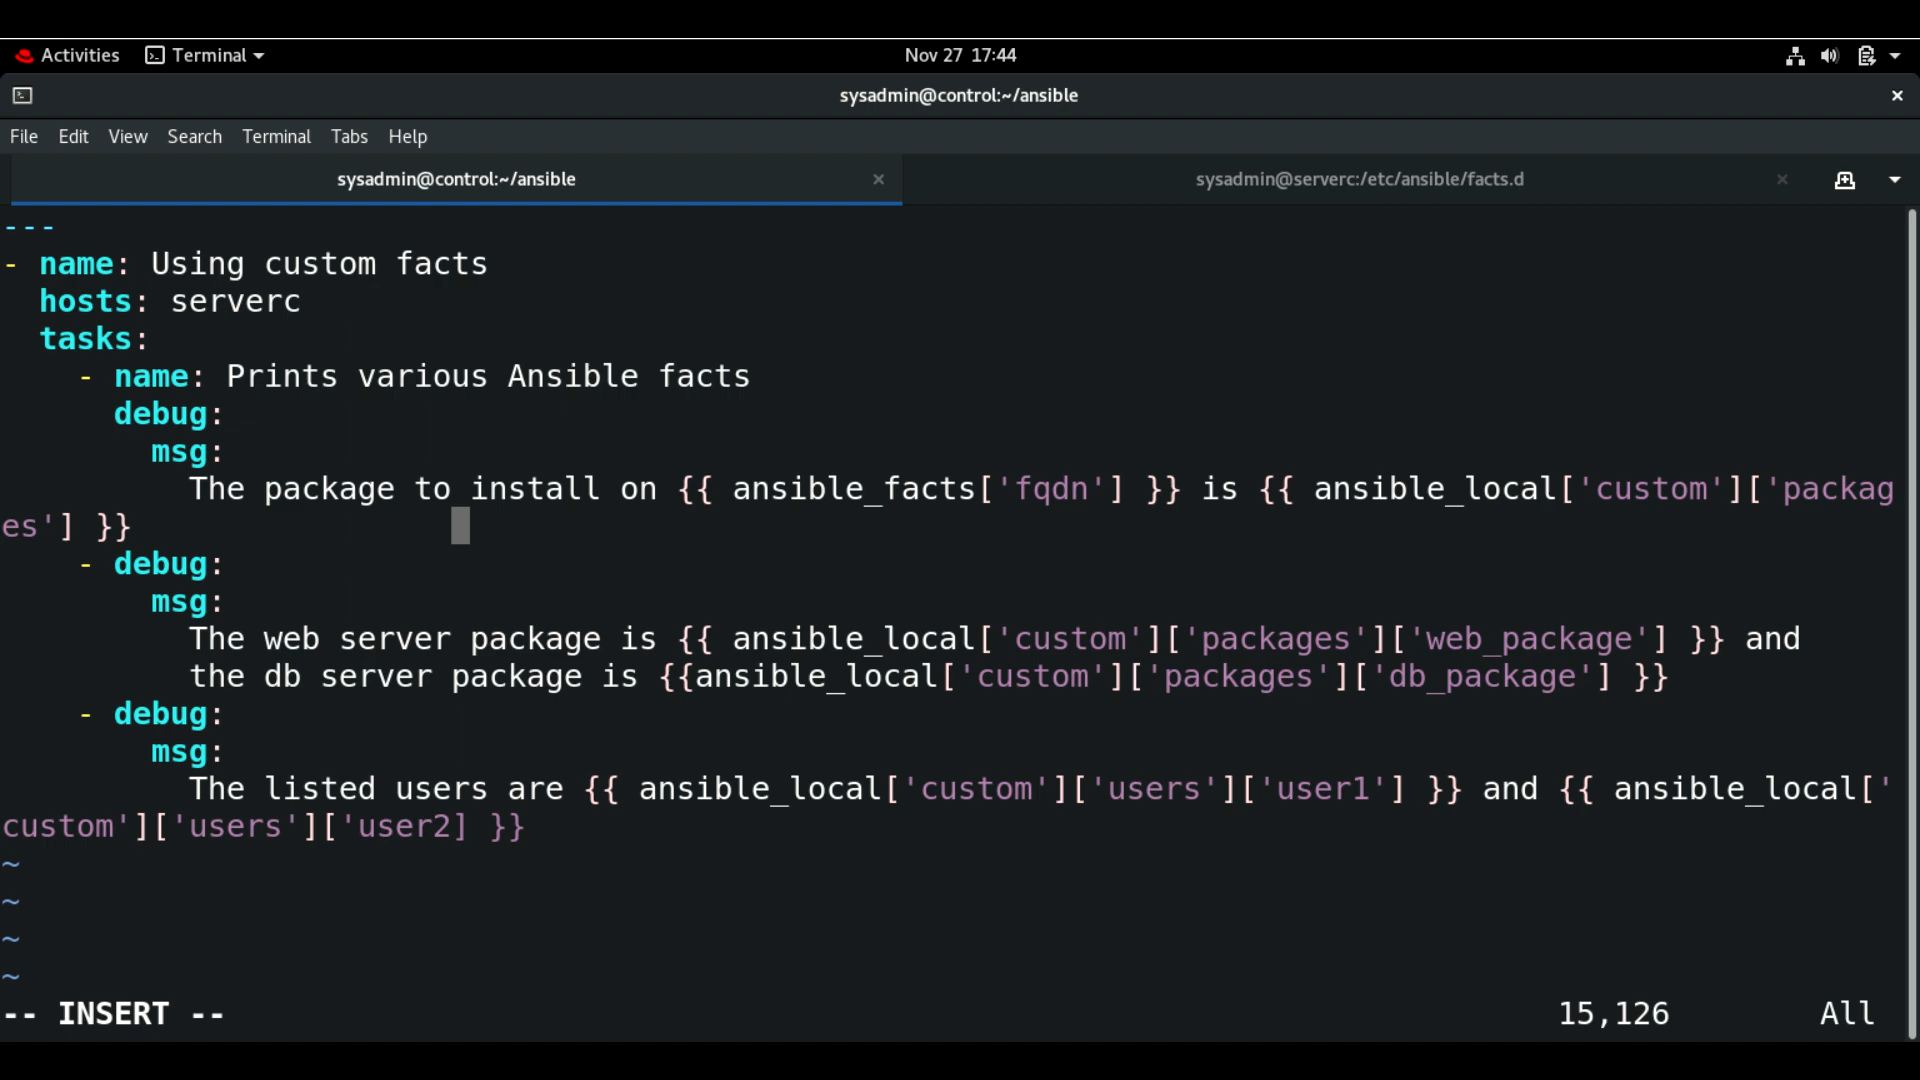 Activities Terminal Nov 27 17:44
sysadmin@control:~/ansible
File Edit View Search Terminal Tabs Help
sysadmin@control:~/ansible sysadmin@serverc:/etc/ansible/facts.d
---
- name: Using custom facts
  hosts: serverc
  tasks:
    - name: Prints various Ansible facts
      debug:
        msg:
          The package to install on {{ ansible_facts['fqdn'] }} is {{ ansible_local['custom']['packag
es'] }}
    - debug:
        msg:
          The web server package is {{ ansible_local['custom']['packages']['web_package'] }} and
          the db server package is {{ansible_local['custom']['packages']['db_package'] }}
    - debug:
        msg:
          The listed users are {{ ansible_local['custom']['users']['user1'] }} and {{ ansible_local['
custom']['users']['user2] }}
~
~
~
~
-- INSERT -- 15,126 All